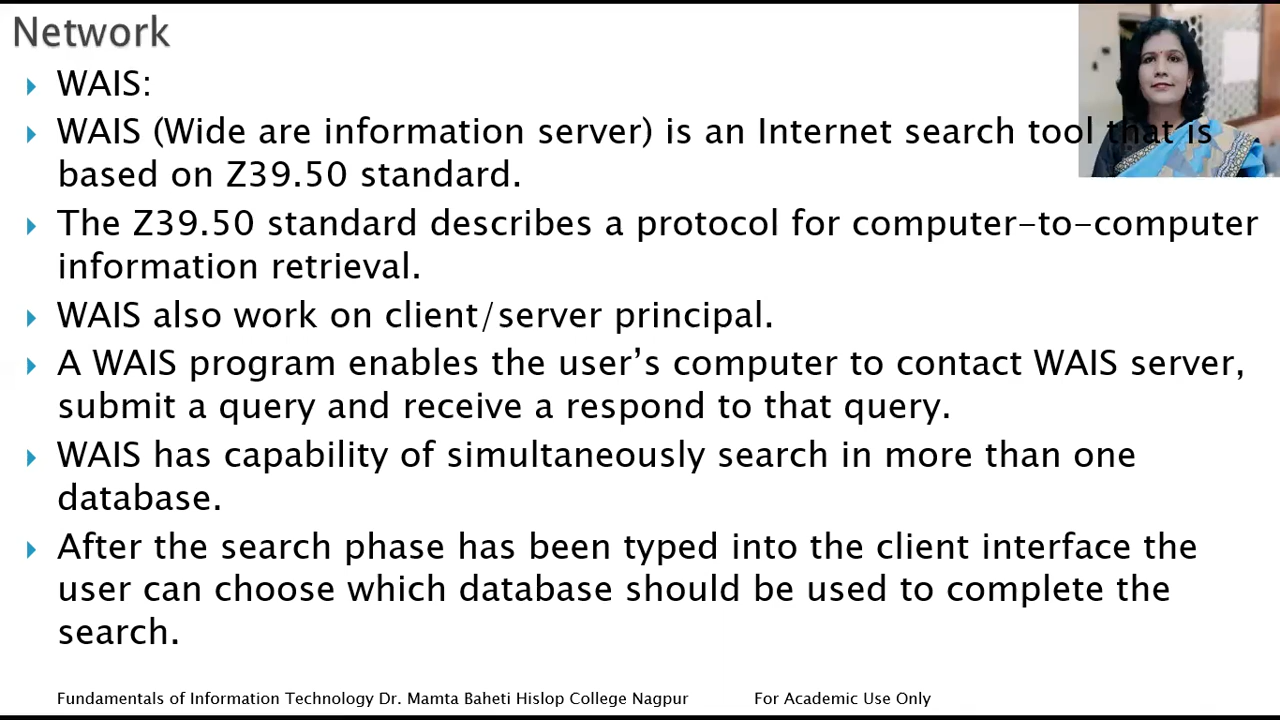 Network
WAIS:
WAIS (Wide are information server) is an Internet search tool that is
based on Z39.50 standard.
The Z39.50 standard describes a protocol for computer-to-computer
information retrieval.
WAIS also work on client/server principal.
A WAIS program enables the user’s computer to contact WAIS server,
submit a query and receive a respond to that query.
WAIS has capability of simultaneously search in more than one
database.
After the search phase has been typed into the client interface the
user can choose which database should be used to complete the
search.
Fundamentals of Information Technology Dr. Mamta Baheti Hislop College Nagpur For Academic Use Only